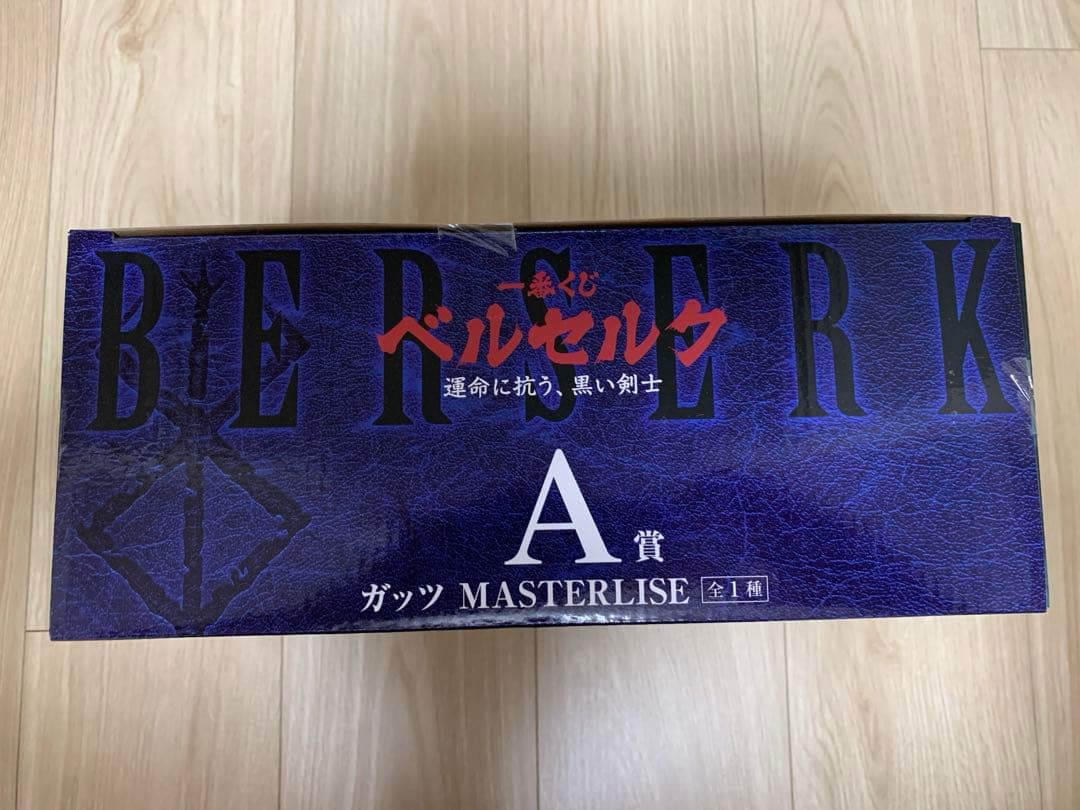 BERSERK
一番くじ
ベルセルク
運命に抗う、黒い剣士
A賞
ガッツ MASTERLISE 全1種